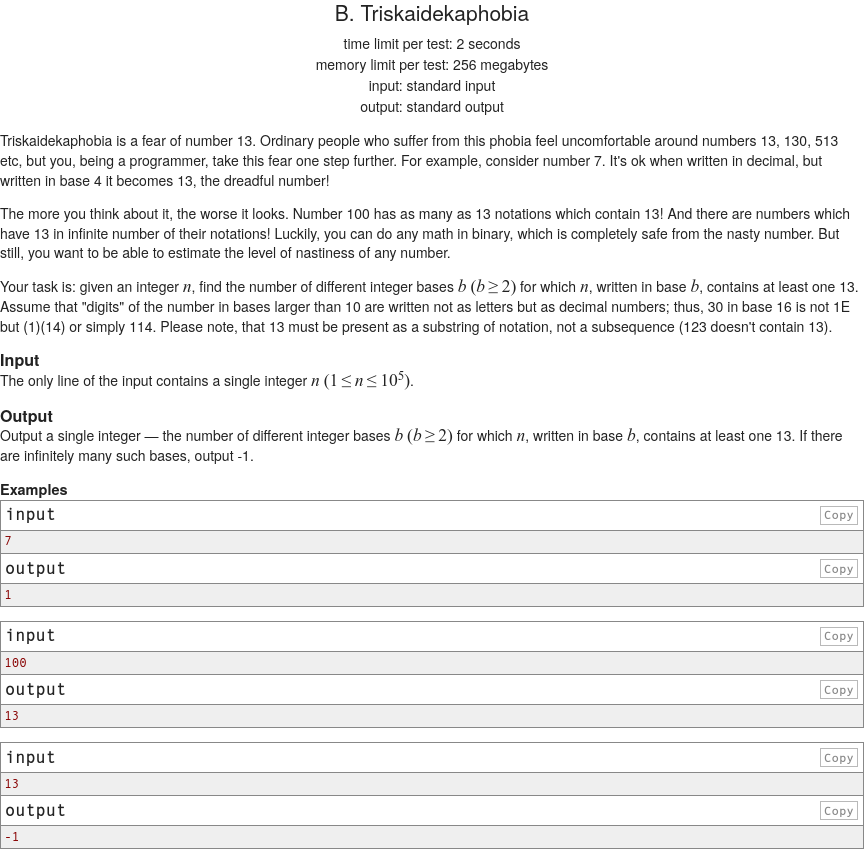 B. Triskaidekaphobia
time limit per test: 2 seconds
memory limit per test: 256 megabytes
input: standard input
output: standard output
Triskaidekaphobia is a fear of number 13. Ordinary people who suffer from this phobia feel uncomfortable around numbers 13, 130, 513
etc, but you, being a programmer, take this fear one step further. For example, consider number 7. It's ok when written in decimal, but
written in base 4 it becomes 13, the dreadful number!
The more you think about it, the worse it looks. Number 100 has as many as 13 notations which contain 13! And there are numbers which
have 13 in infinite number of their notations! Luckily, you can do any math in binary, which is completely safe from the nasty number. But
still, you want to be able to estimate the level of nastiness of any number.
Your task is: given an integer n, find the number of different integer bases b (b ≥ 2) for which n, written in base b, contains at least one 13.
Assume that "digits" of the number in bases larger than 10 are written not as letters but as decimal numbers; thus, 30 in base 16 is not 1E
but (1)(14) or simply 114. Please note, that 13 must be present as a substring of notation, not a subsequence (123 doesn't contain 13).
Input
The only line of the input contains a single integer n (1 ≤ n ≤ 10⁵).
Output
Output a single integer — the number of different integer bases b (b ≥ 2) for which n, written in base b, contains at least one 13. If there
are infinitely many such bases, output -1.
Examples
input Copy
7
output Copy
1
input Copy
100
output Copy
13
input Copy
13
output Copy
-1